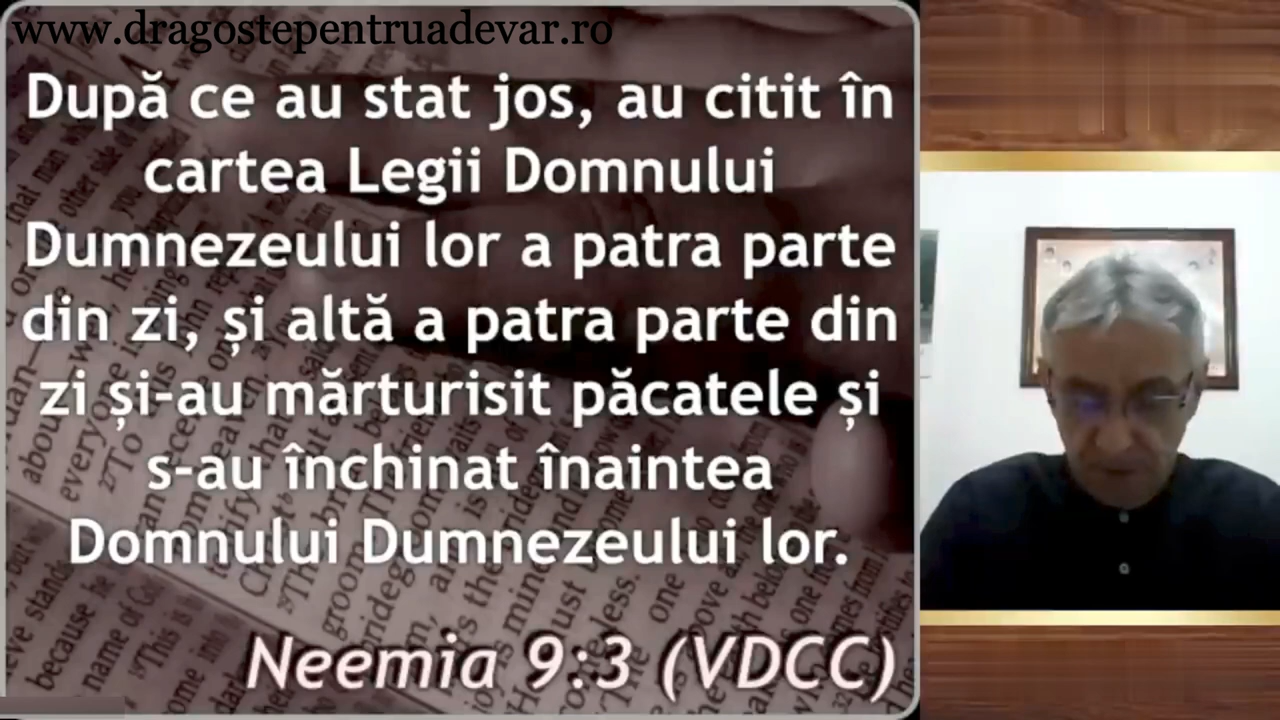 www.dragostepentruadevar.ro
După ce au stat jos, au citit în
cartea Legii Domnului
Dumnezeului lor a patra parte
din zi, și altă a patra parte din
zi și-au mărturisit păcatele și
s-au închinat înaintea
Domnului Dumnezeului lor.
Neemia 9:3 (VDCC)